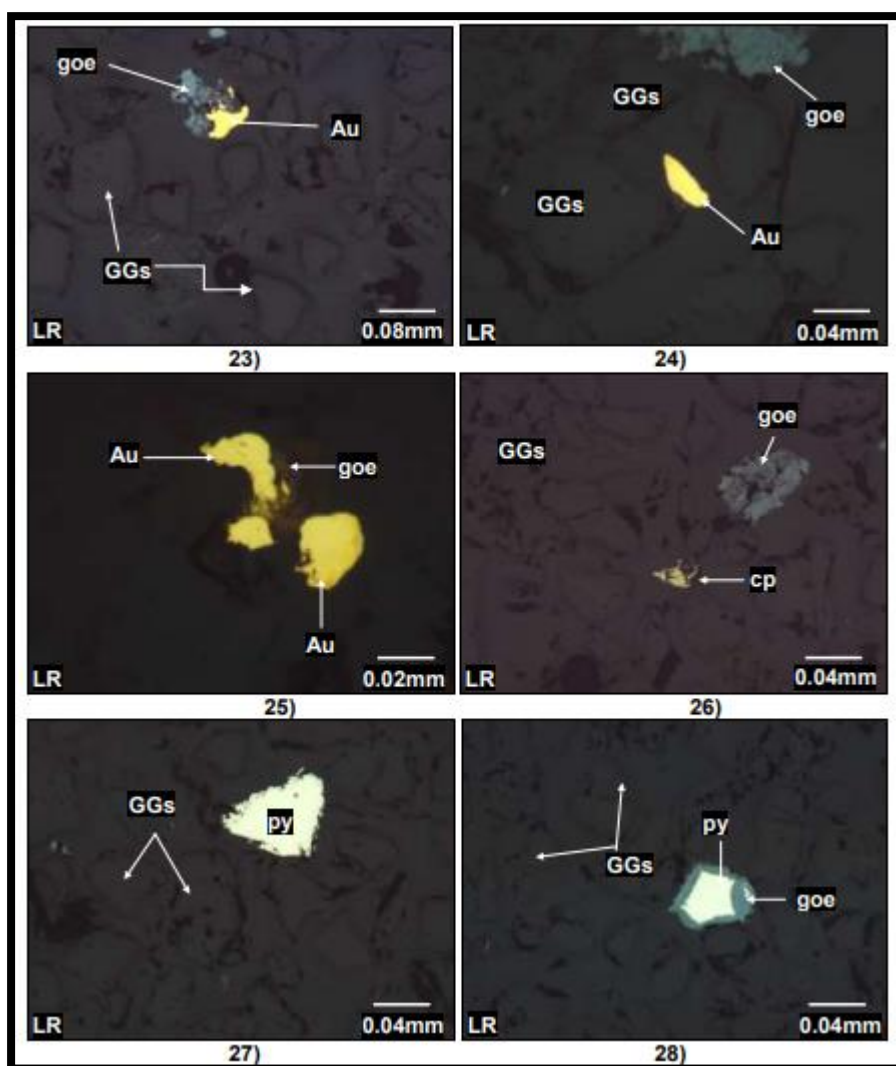 goe
Au
GGs
LR
0.08mm
23)
GGs
goe
GGs
Au
LR
0.04mm
24)
Au
goe
Au
LR
0.02mm
25)
goe
GGs
cp
LR
0.04mm
26)
GGs
py
LR
0.04mm
27)
py
GGs
goe
LR
0.04mm
28)